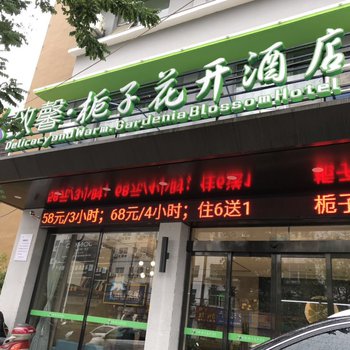 馨·栀子花开酒店
Delicacy and Warm·Gardenia Blossom Hotel
58元/3小时；68元/4小时；住6送1
栀子